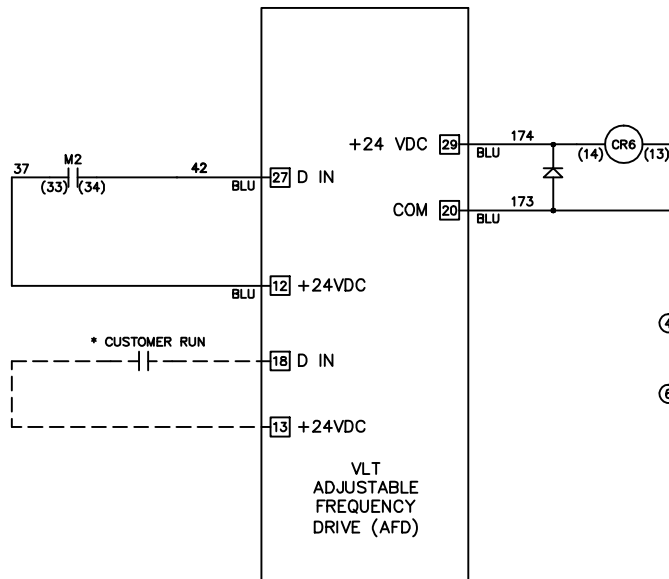 +24 VDC 29 174
BLU (14) CR6 (13)
37 M2 42
(33) (34) BLU 27 D IN
COM 20 173
BLU
BLU 12 +24VDC
* CUSTOMER RUN
18 D IN
13 +24VDC
VLT
ADJUSTABLE
FREQUENCY
DRIVE (AFD)